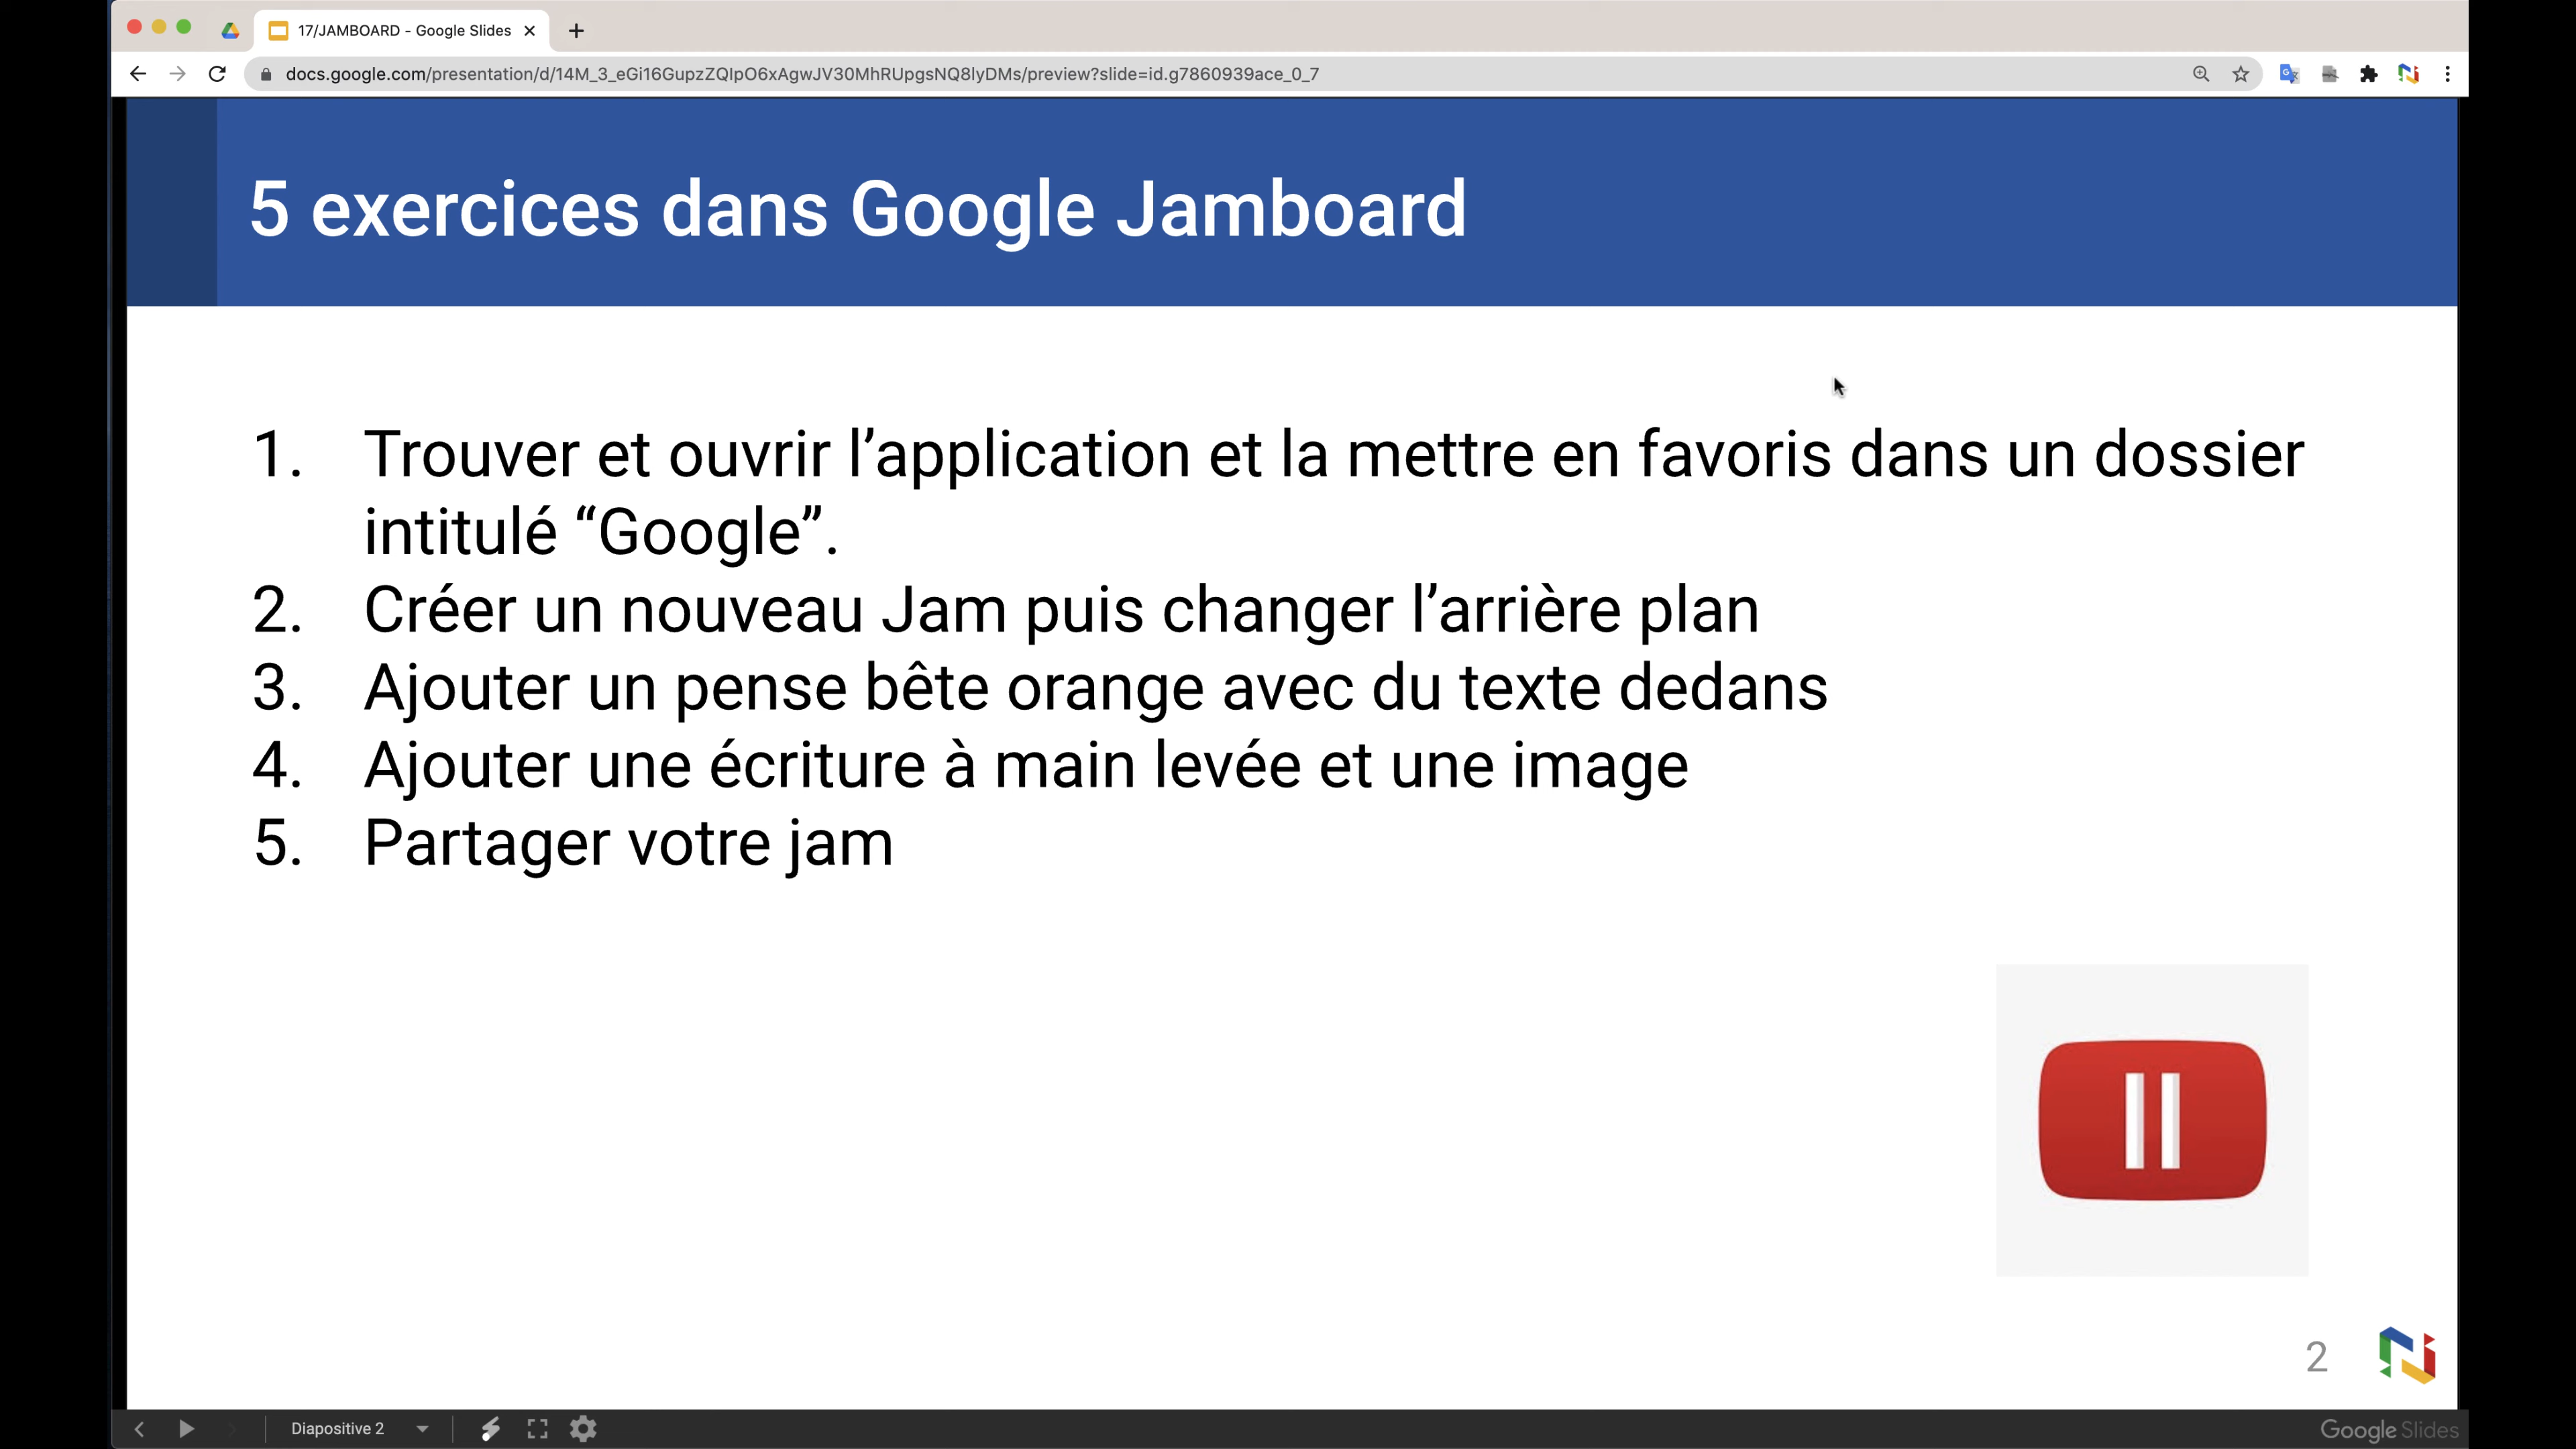 17/JAMBOARD - Google Slides
docs.google.com/presentation/d/14M_3_eGi16GupzZQIpO6xAgwJV30MhRUpgsNQ8lyDMs/preview?slide=id.g7860939ace_0_7
5 exercices dans Google Jamboard
1. Trouver et ouvrir l’application et la mettre en favoris dans un dossier
intitulé “Google”.
2. Créer un nouveau Jam puis changer l’arrière plan
3. Ajouter un pense bête orange avec du texte dedans
4. Ajouter une écriture à main levée et une image
5. Partager votre jam
2
Diapositive 2
Google Slides